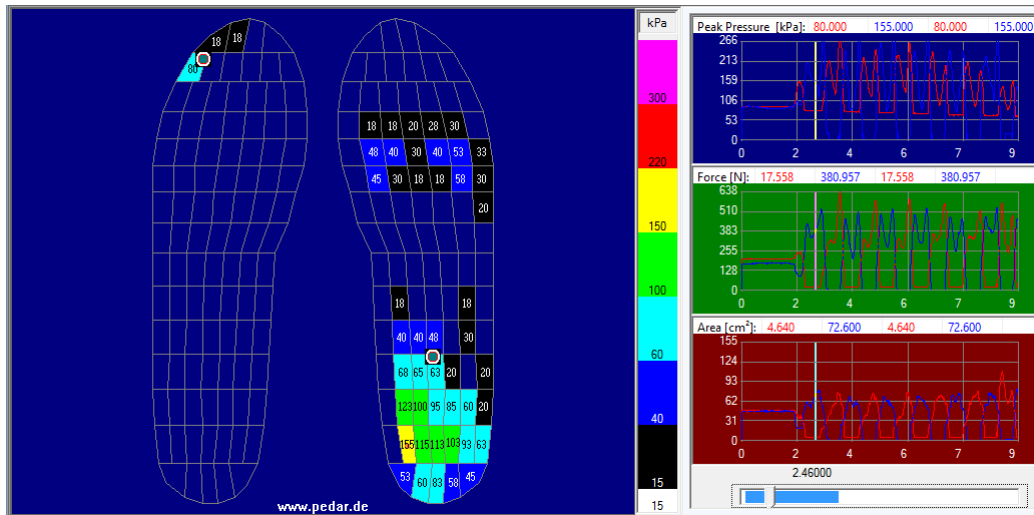 18 18
80
18 18 20 28 30
48 40 30 40 53 33
45 30 18 18 58 30
20
18 18
40 40 48 30
68 65 63 20 20
123 100 95 85 60 20
155 115 113 103 93 63
53 60 83 58 45
www.pedar.de
kPa
300
220
150
100
60
40
15
15
Peak Pressure [kPa]: 80.000 155.000 80.000 155.000
266
213
159
106
53
0
0 2 4 6 7 9
Force [N]: 17.558 380.957 17.558 380.957
638
510
383
255
128
0
0 2 4 6 7 9
Area [cm²]: 4.640 72.600 4.640 72.600
155
124
93
62
31
0
0 2 4 6 7 9
2.46000